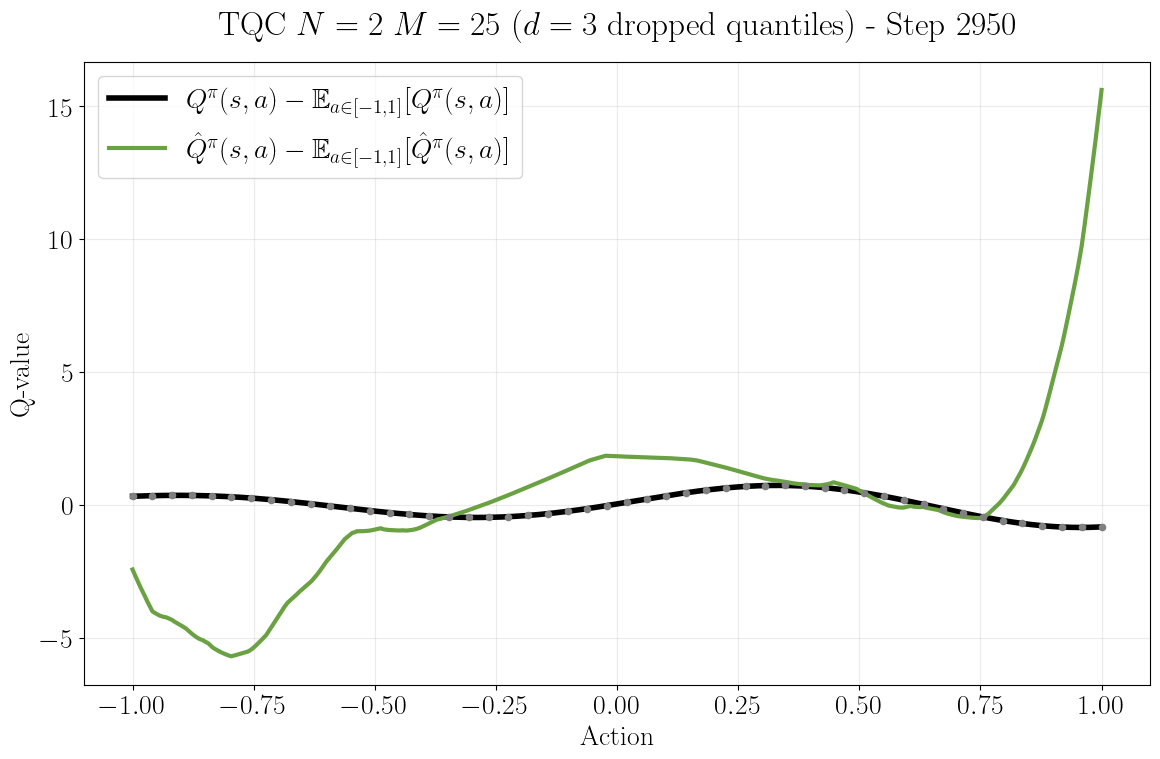 TQC N = 2 M = 25 (d = 3 dropped quantiles) - Step 2950
Q^π(s, a) − 𝔼_{a∈[−1,1]}[Q^π(s, a)]
Q̂^π(s, a) − 𝔼_{a∈[−1,1]}[Q̂^π(s, a)]
Q-value
15
10
5
0
−5
−1.00 −0.75 −0.50 −0.25 0.00 0.25 0.50 0.75 1.00
Action